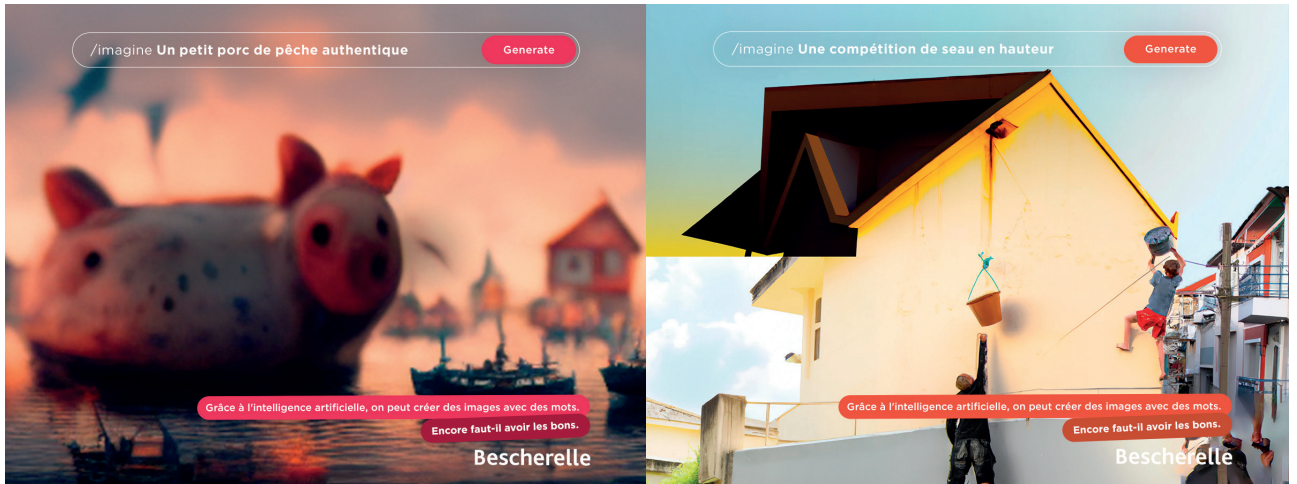 /imagine Un petit porc de pêche authentique
Generate
Grâce à l'intelligence artificielle, on peut créer des images avec des mots.
Encore faut-il avoir les bons.
Bescherelle
/imagine Une compétition de seau en hauteur
Generate
Grâce à l'intelligence artificielle, on peut créer des images avec des mots.
Encore faut-il avoir les bons.
Bescherelle